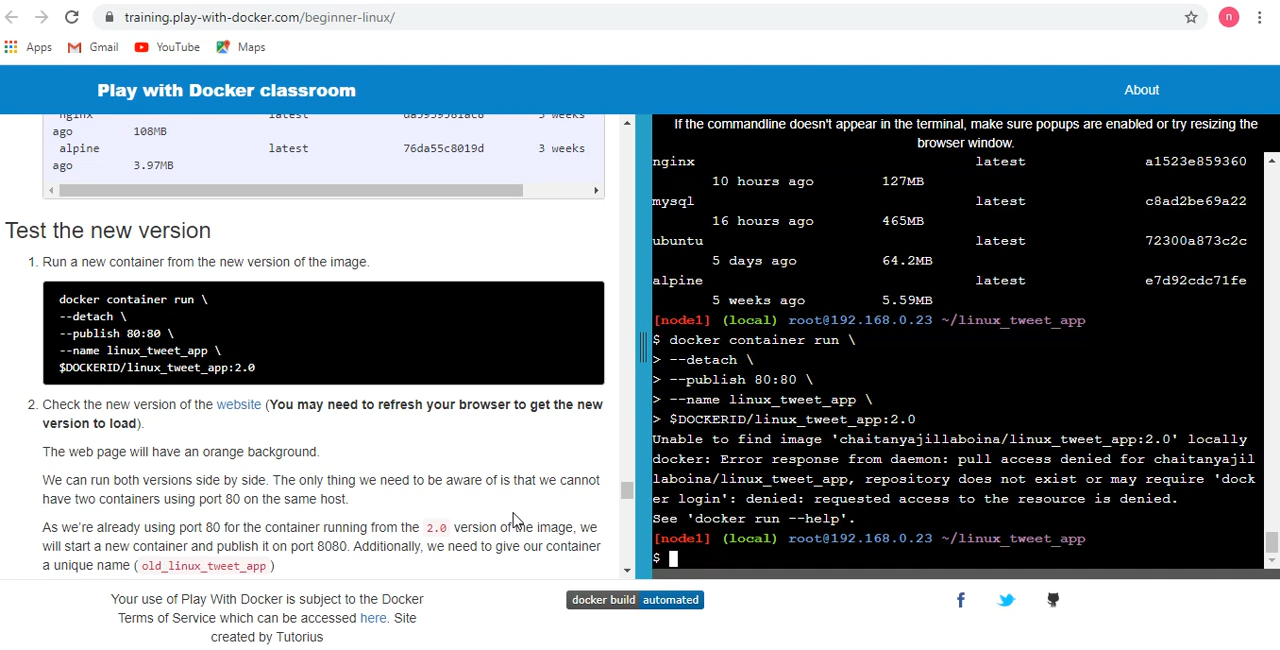 training.play-with-docker.com/beginner-linux/
n
Apps Gmail YouTube Maps
Play with Docker classroom
About
nginx latest da5939581ac8 3 weeks
ago 108MB
alpine latest 76da55c8019d 3 weeks
ago 3.97MB
Test the new version
1. Run a new container from the new version of the image.
docker container run \
--detach \
--publish 80:80 \
--name linux_tweet_app \
$DOCKERID/linux_tweet_app:2.0
2. Check the new version of the website (You may need to refresh your browser to get the new
version to load).
The web page will have an orange background.
We can run both versions side by side. The only thing we need to be aware of is that we cannot
have two containers using port 80 on the same host.
As we're already using port 80 for the container running from the 2.0 version of the image, we
will start a new container and publish it on port 8080. Additionally, we need to give our container
a unique name ( old_linux_tweet_app )
If the commandline doesn't appear in the terminal, make sure popups are enabled or try resizing the
browser window.
nginx latest a1523e859360
10 hours ago 127MB
mysql latest c8ad2be69a22
16 hours ago 465MB
ubuntu latest 72300a873c2c
5 days ago 64.2MB
alpine latest e7d92cdc71fe
5 weeks ago 5.59MB
[node1] (local) root@192.168.0.23 ~/linux_tweet_app
$ docker container run \
> --detach \
> --publish 80:80 \
> --name linux_tweet_app \
> $DOCKERID/linux_tweet_app:2.0
Unable to find image 'chaitanyajillaboina/linux_tweet_app:2.0' locally
docker: Error response from daemon: pull access denied for chaitanyajil
laboina/linux_tweet_app, repository does not exist or may require 'dock
er login': denied: requested access to the resource is denied.
See 'docker run --help'.
[node1] (local) root@192.168.0.23 ~/linux_tweet_app
$
Your use of Play With Docker is subject to the Docker
Terms of Service which can be accessed here. Site
created by Tutorius
docker build automated